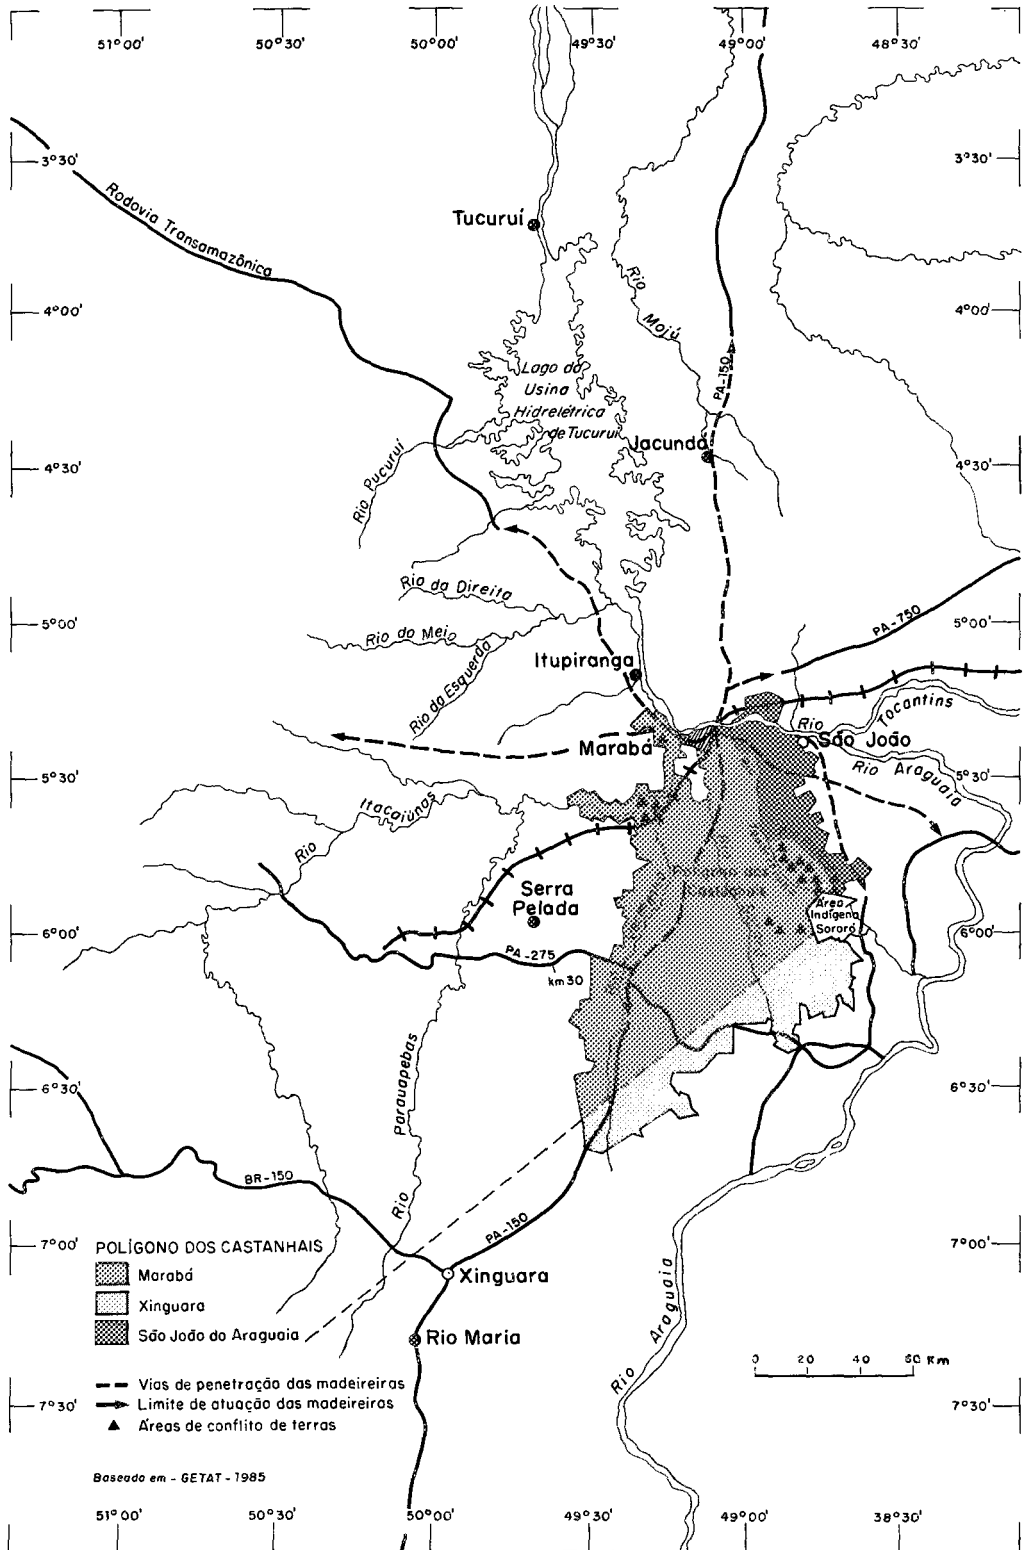 51°00'
50°30'
50°00'
49°30'
49°00'
48°30'
3°30'
3°30'
Rodovia Transamazônica
Tucuruí
Rio
Mojú
4°00'
4°00'
PA-150
Lago da
Usina
Hidrelétrica
de Tucuruí
Jacundá
Rio Pucuruí
4°30'
4°30'
Rio da Direita
5°00'
5°00'
PA-750
Rio do Meio
Rio da Esquerda
Itupiranga
Rio
Tocantins
Marabá
São João
Rio Araguaia
5°30'
5°30'
Rio
Itacaiúnas
Polígono dos
Castanhais
Serra
Pelada
Área
Indígena
Sororó
6°00'
6°00'
PA-275
km 30
Rio
Parauapebas
6°30'
6°30'
BR-150
PA-150
7°00'
7°00'
Xinguara
Rio Maria
Rio
Araguaia
POLÍGONO DOS CASTANHAIS
Marabá
Xinguara
São João do Araguaia
0 20 40 60 Km
Vias de penetração das madeireiras
Limite de atuação das madeireiras
Áreas de conflito de terras
7°30'
7°30'
Baseado em - GETAT - 1985
51°00'
50°30'
50°00'
49°30'
49°00'
38°30'